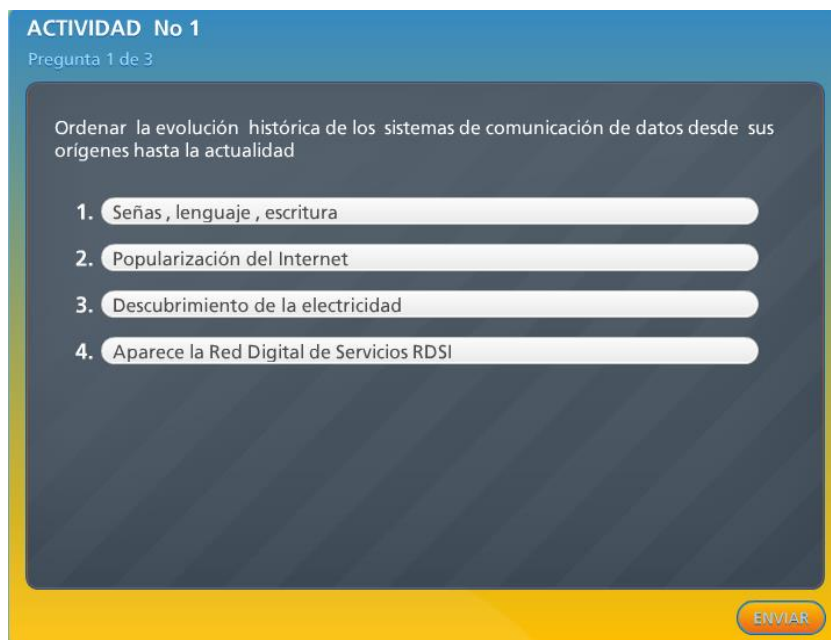 ACTIVIDAD No 1
Pregunta 1 de 3
Ordenar la evolución histórica de los sistemas de comunicación de datos desde sus
orígenes hasta la actualidad
1. Señas , lenguaje , escritura
2. Popularización del Internet
3. Descubrimiento de la electricidad
4. Aparece la Red Digital de Servicios RDSI
ENVIAR